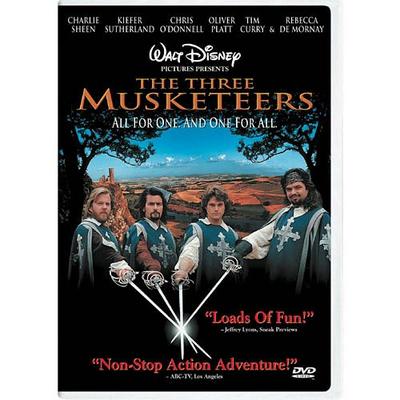 CHARLIE SHEEN KIEFER SUTHERLAND CHRIS O'DONNELL OLIVER PLATT TIM CURRY & REBECCA DE MORNAY
WALT DISNEY
PICTURES PRESENTS
THE THREE
MUSKETEERS
ALL FOR ONE. AND ONE FOR ALL.
"Loads Of Fun!"
– Jeffrey Lyons, Sneak Previews
"Non-Stop Action Adventure!"
– ABC-TV, Los Angeles
DVD
VIDEO